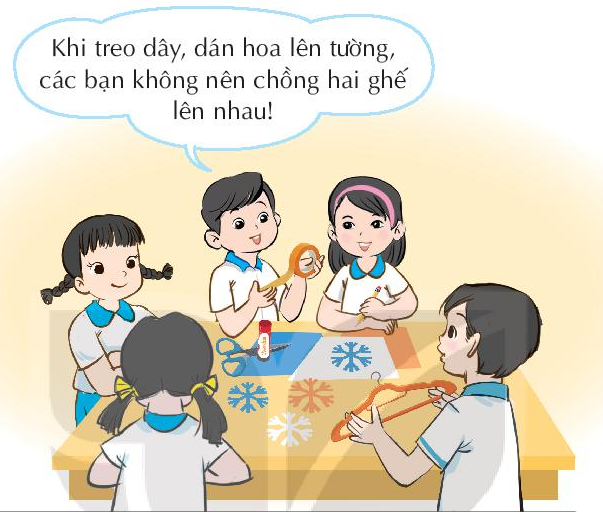 Khi treo dây, dán hoa lên tường,
các bạn không nên chồng hai ghế
lên nhau!